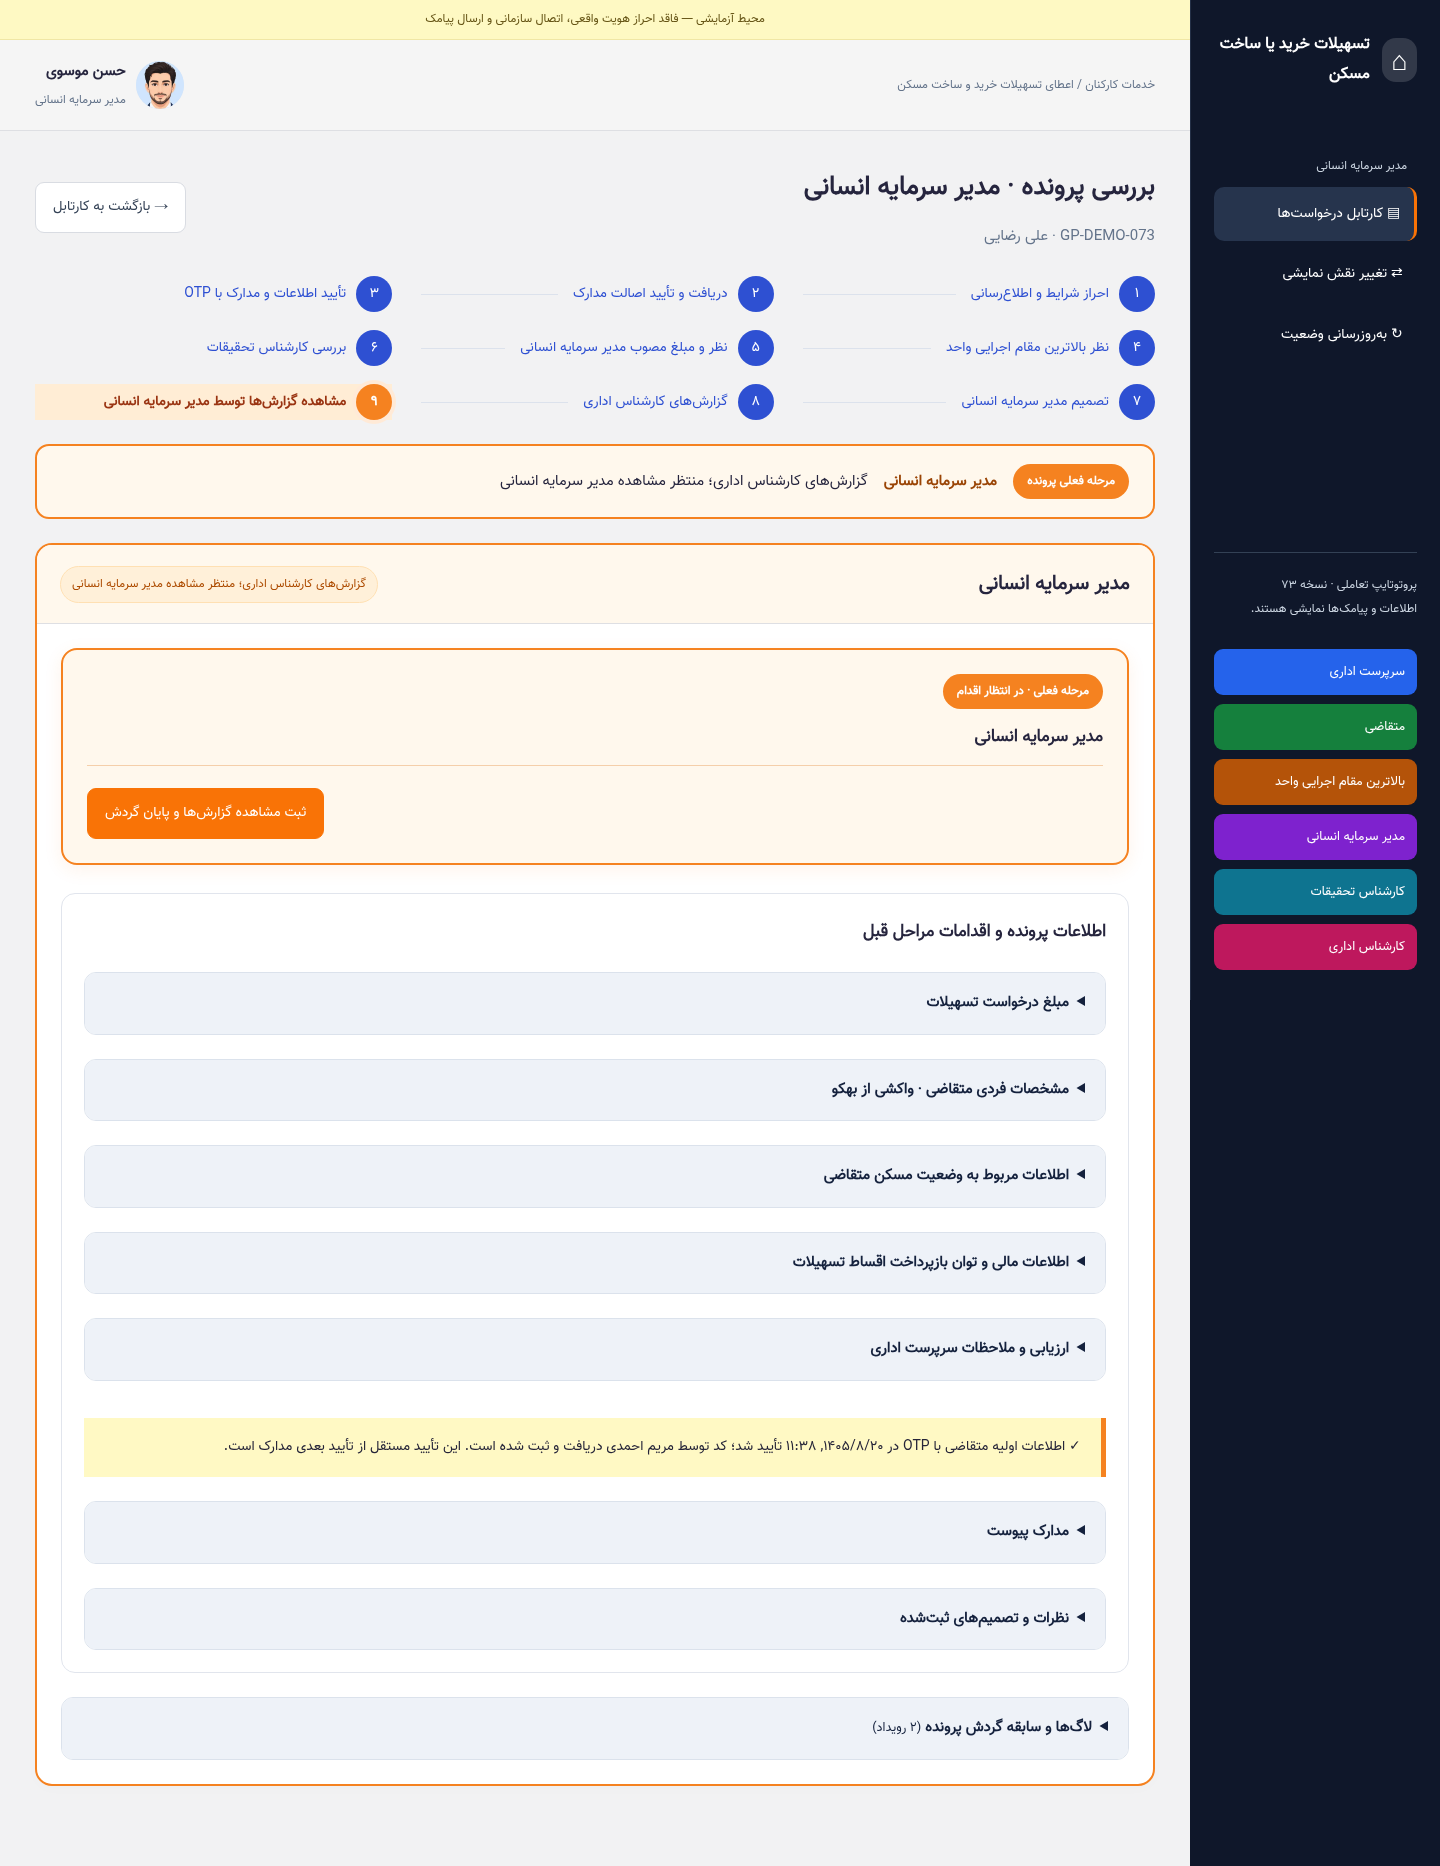 محیط آزمایشی — فاقد احراز هویت واقعی، اتصال سازمانی و ارسال پیامک
تسهیلات خرید یا ساخت
مسکن
مدیر سرمایه انسانی
▤ کارتابل درخواست‌ها
⇄ تغییر نقش نمایشی
↻ به‌روزرسانی وضعیت
پروتوتایپ تعاملی · نسخه ۷۳
اطلاعات و پیامک‌ها نمایشی هستند.
سرپرست اداری
متقاضی
بالاترین مقام اجرایی واحد
مدیر سرمایه انسانی
کارشناس تحقیقات
کارشناس اداری
خدمات کارکنان / اعطای تسهیلات خرید و ساخت مسکن
حسن موسوی
مدیر سرمایه انسانی
بررسی پرونده · مدیر سرمایه انسانی
GP-DEMO-073 · علی رضایی
→ بازگشت به کارتابل
۱ احراز شرایط و اطلاع‌رسانی
۲ دریافت و تأیید اصالت مدارک
۳ تأیید اطلاعات و مدارک با OTP
۴ نظر بالاترین مقام اجرایی واحد
۵ نظر و مبلغ مصوب مدیر سرمایه انسانی
۶ بررسی کارشناس تحقیقات
۷ تصمیم مدیر سرمایه انسانی
۸ گزارش‌های کارشناس اداری
۹ مشاهده گزارش‌ها توسط مدیر سرمایه انسانی
مرحله فعلی پرونده مدیر سرمایه انسانی گزارش‌های کارشناس اداری؛ منتظر مشاهده مدیر سرمایه انسانی
مدیر سرمایه انسانی
گزارش‌های کارشناس اداری؛ منتظر مشاهده مدیر سرمایه انسانی
مرحله فعلی · در انتظار اقدام
مدیر سرمایه انسانی
ثبت مشاهده گزارش‌ها و پایان گردش
اطلاعات پرونده و اقدامات مراحل قبل
مبلغ درخواست تسهیلات
مشخصات فردی متقاضی · واکشی از بهکو
اطلاعات مربوط به وضعیت مسکن متقاضی
اطلاعات مالی و توان بازپرداخت اقساط تسهیلات
ارزیابی و ملاحظات سرپرست اداری
✓ اطلاعات اولیه متقاضی با OTP در ۱۴۰۵/۸/۲۰, ۱۱:۳۸ تأیید شد؛ کد توسط مریم احمدی دریافت و ثبت شده است. این تأیید مستقل از تأیید بعدی مدارک است.
مدارک پیوست
نظرات و تصمیم‌های ثبت‌شده
لاگ‌ها و سابقه گردش پرونده (۲ رویداد)